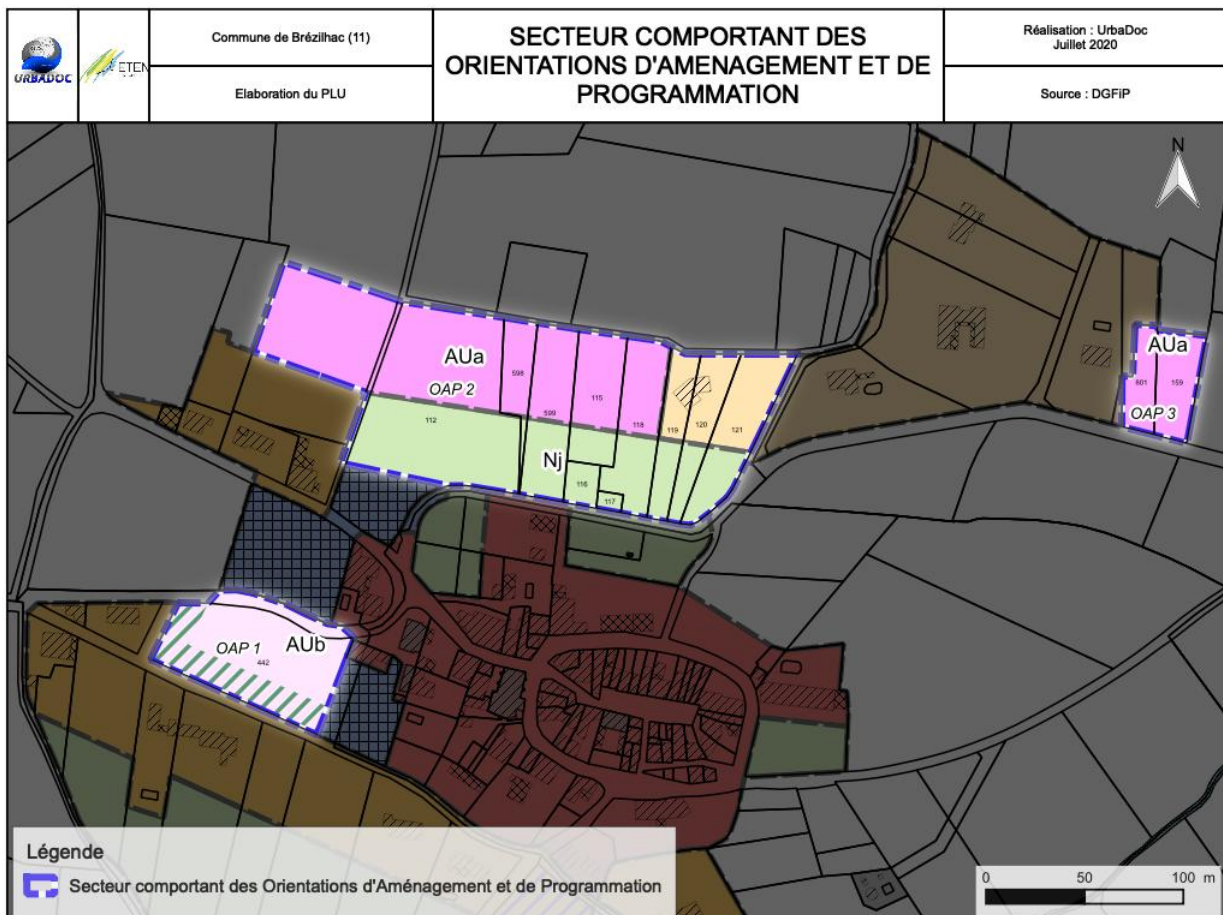 URBADOC
ETEN
Commune de Brézilhac (11)
Elaboration du PLU
SECTEUR COMPORTANT DES
ORIENTATIONS D'AMENAGEMENT ET DE
PROGRAMMATION
Réalisation : UrbaDoc
Juillet 2020
Source : DGFiP
N
AUa
OAP 2
598
599
115
118
119
120
121
112
Nj
116
117
AUa
801
159
OAP 3
OAP 1
AUb
442
Légende
Secteur comportant des Orientations d'Aménagement et de Programmation
0 50 100 m